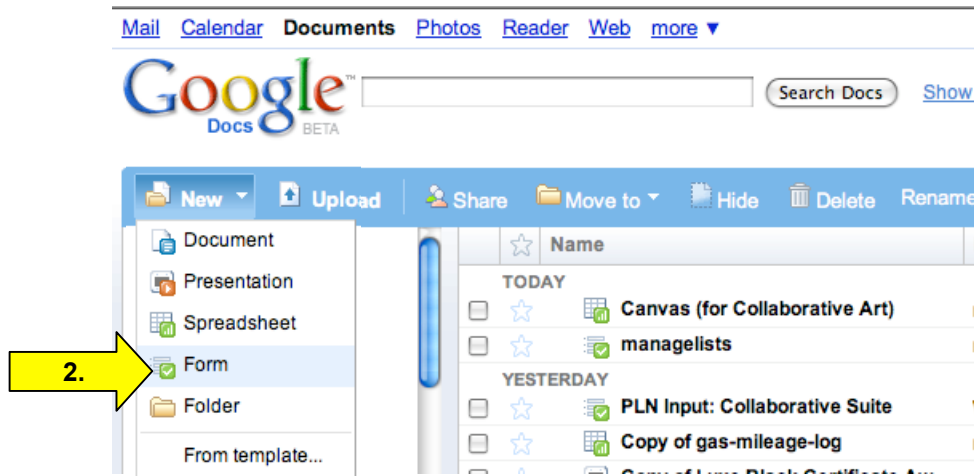 Mail Calendar Documents Photos Reader Web more ▼
Google™
Docs BETA
Search Docs
Show
New Upload Share Move to Hide Delete Rename
Document
Presentation
Spreadsheet
2. Form
Folder
From template...
Name
TODAY
Canvas (for Collaborative Art)
managelists
YESTERDAY
PLN Input: Collaborative Suite
Copy of gas-mileage-log